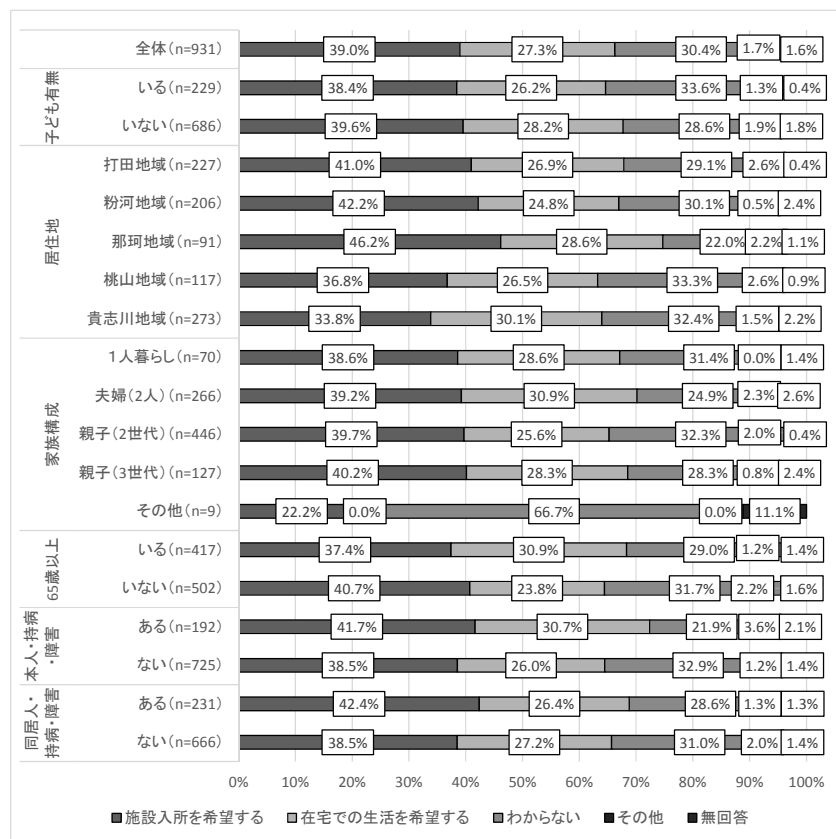 全体(n=931) 39.0% 27.3% 30.4% 1.7% 1.6%
子ども有無
いる(n=229) 38.4% 26.2% 33.6% 1.3% 0.4%
いない(n=686) 39.6% 28.2% 28.6% 1.9% 1.8%
居住地
打田地域(n=227) 41.0% 26.9% 29.1% 2.6% 0.4%
粉河地域(n=206) 42.2% 24.8% 30.1% 0.5% 2.4%
那珂地域(n=91) 46.2% 28.6% 22.0% 2.2% 1.1%
桃山地域(n=117) 36.8% 26.5% 33.3% 2.6% 0.9%
貴志川地域(n=273) 33.8% 30.1% 32.4% 1.5% 2.2%
家族構成
1人暮らし(n=70) 38.6% 28.6% 31.4% 0.0% 1.4%
夫婦(2人)(n=266) 39.2% 30.9% 24.9% 2.3% 2.6%
親子(2世代)(n=446) 39.7% 25.6% 32.3% 2.0% 0.4%
親子(3世代)(n=127) 40.2% 28.3% 28.3% 0.8% 2.4%
その他(n=9) 22.2% 0.0% 66.7% 0.0% 11.1%
65歳以上
いる(n=417) 37.4% 30.9% 29.0% 1.2% 1.4%
いない(n=502) 40.7% 23.8% 31.7% 2.2% 1.6%
本人・持病
・障害
ある(n=192) 41.7% 30.7% 21.9% 3.6% 2.1%
ない(n=725) 38.5% 26.0% 32.9% 1.2% 1.4%
同居人・
持病・障害
ある(n=231) 42.4% 26.4% 28.6% 1.3% 1.3%
ない(n=666) 38.5% 27.2% 31.0% 2.0% 1.4%
0% 10% 20% 30% 40% 50% 60% 70% 80% 90% 100%
施設入所を希望する 在宅での生活を希望する わからない その他 無回答